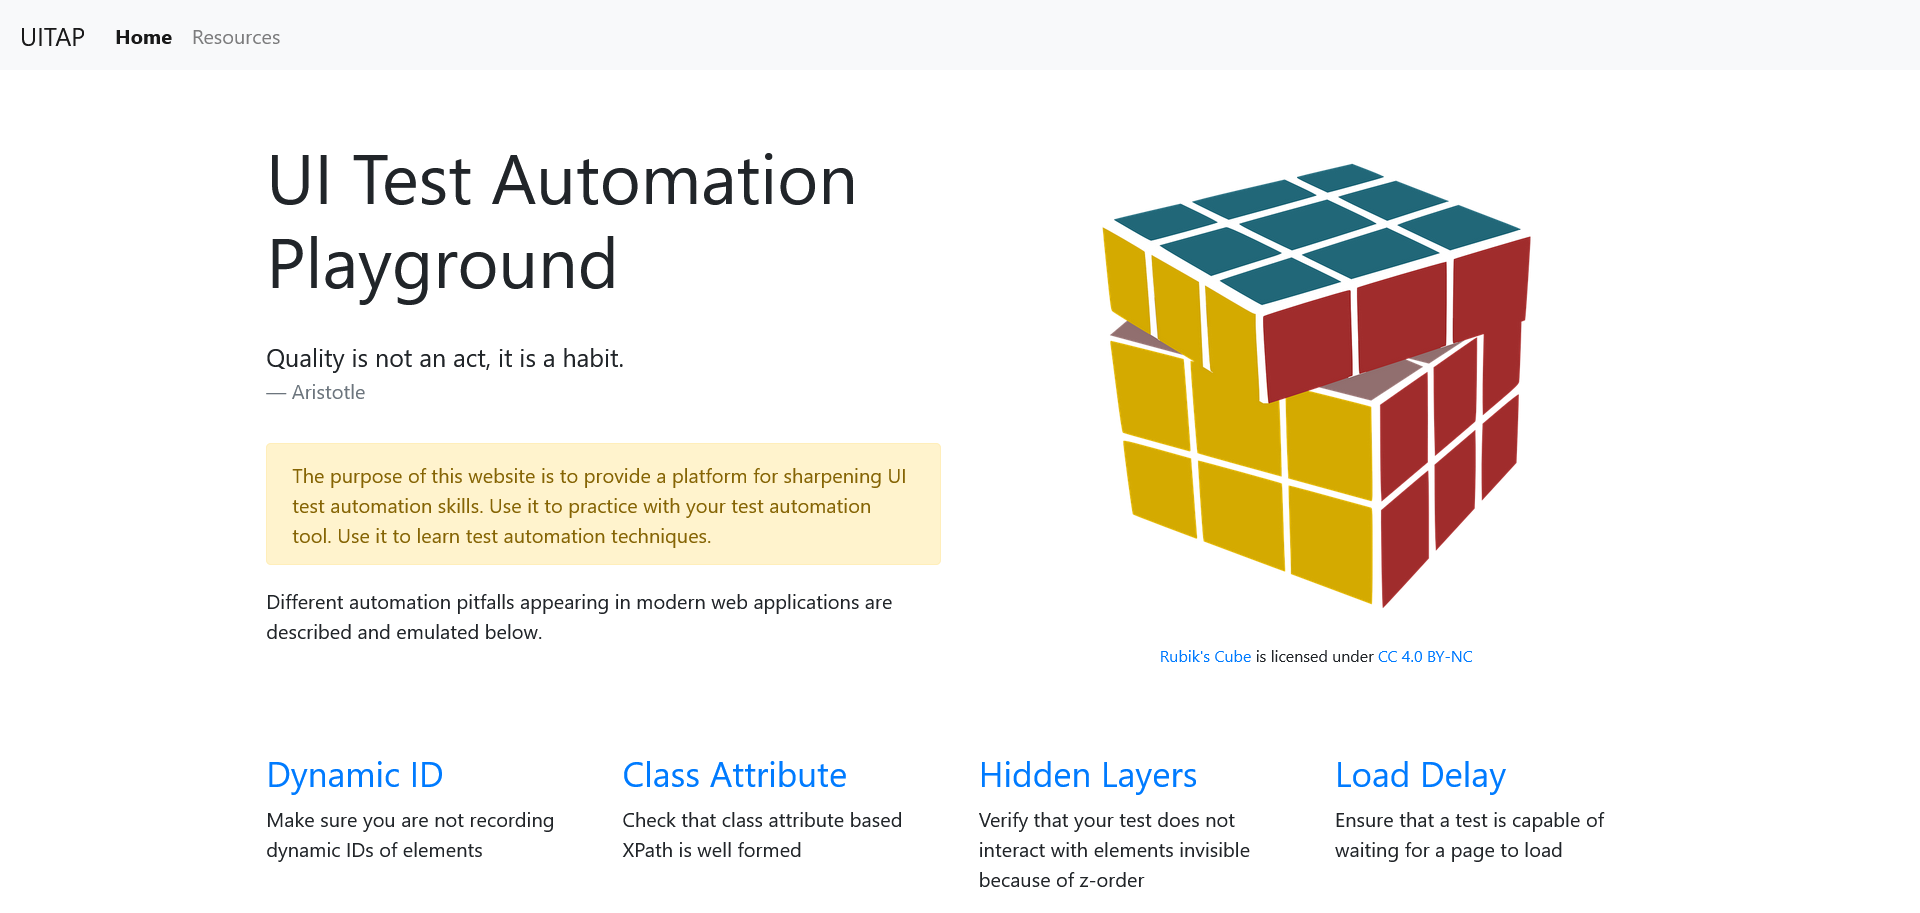 UITAP Home Resources
UI Test Automation
Playground
Quality is not an act, it is a habit.
— Aristotle
The purpose of this website is to provide a platform for sharpening UI
test automation skills. Use it to practice with your test automation
tool. Use it to learn test automation techniques.
Different automation pitfalls appearing in modern web applications are
described and emulated below.
Rubik's Cube is licensed under CC 4.0 BY-NC
Dynamic ID
Make sure you are not recording
dynamic IDs of elements
Class Attribute
Check that class attribute based
XPath is well formed
Hidden Layers
Verify that your test does not
interact with elements invisible
because of z-order
Load Delay
Ensure that a test is capable of
waiting for a page to load